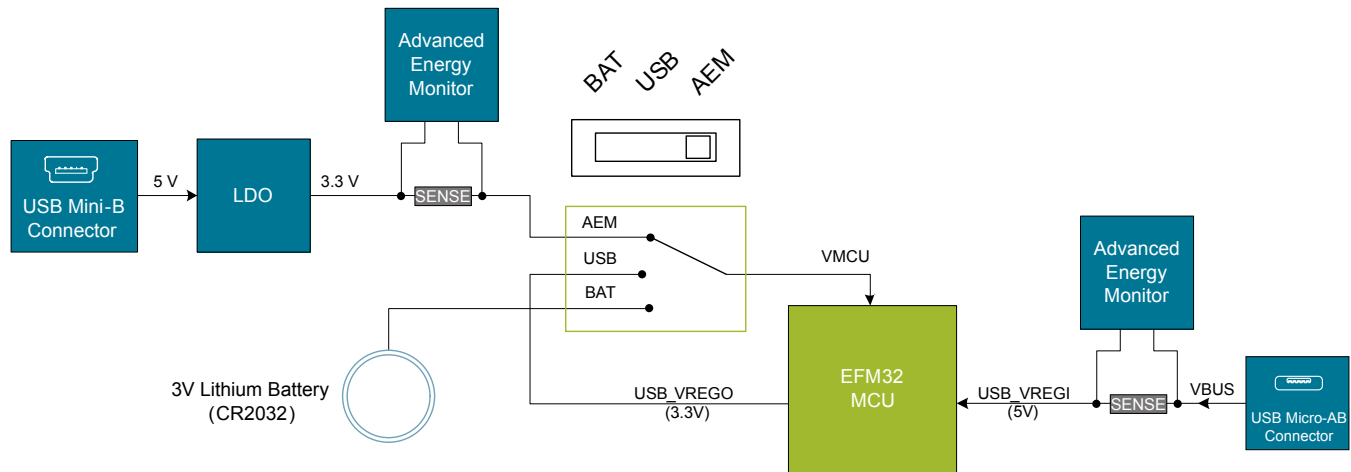 Advanced
Energy
Monitor
BAT
USB
AEM
USB Mini-B
Connector
5 V
LDO
3.3 V
SENSE
AEM
USB
BAT
VMCU
3V Lithium Battery
(CR2032)
USB_VREGO
(3.3V)
EFM32
MCU
USB_VREGI
(5V)
Advanced
Energy
Monitor
SENSE
VBUS
USB Micro-AB
Connector